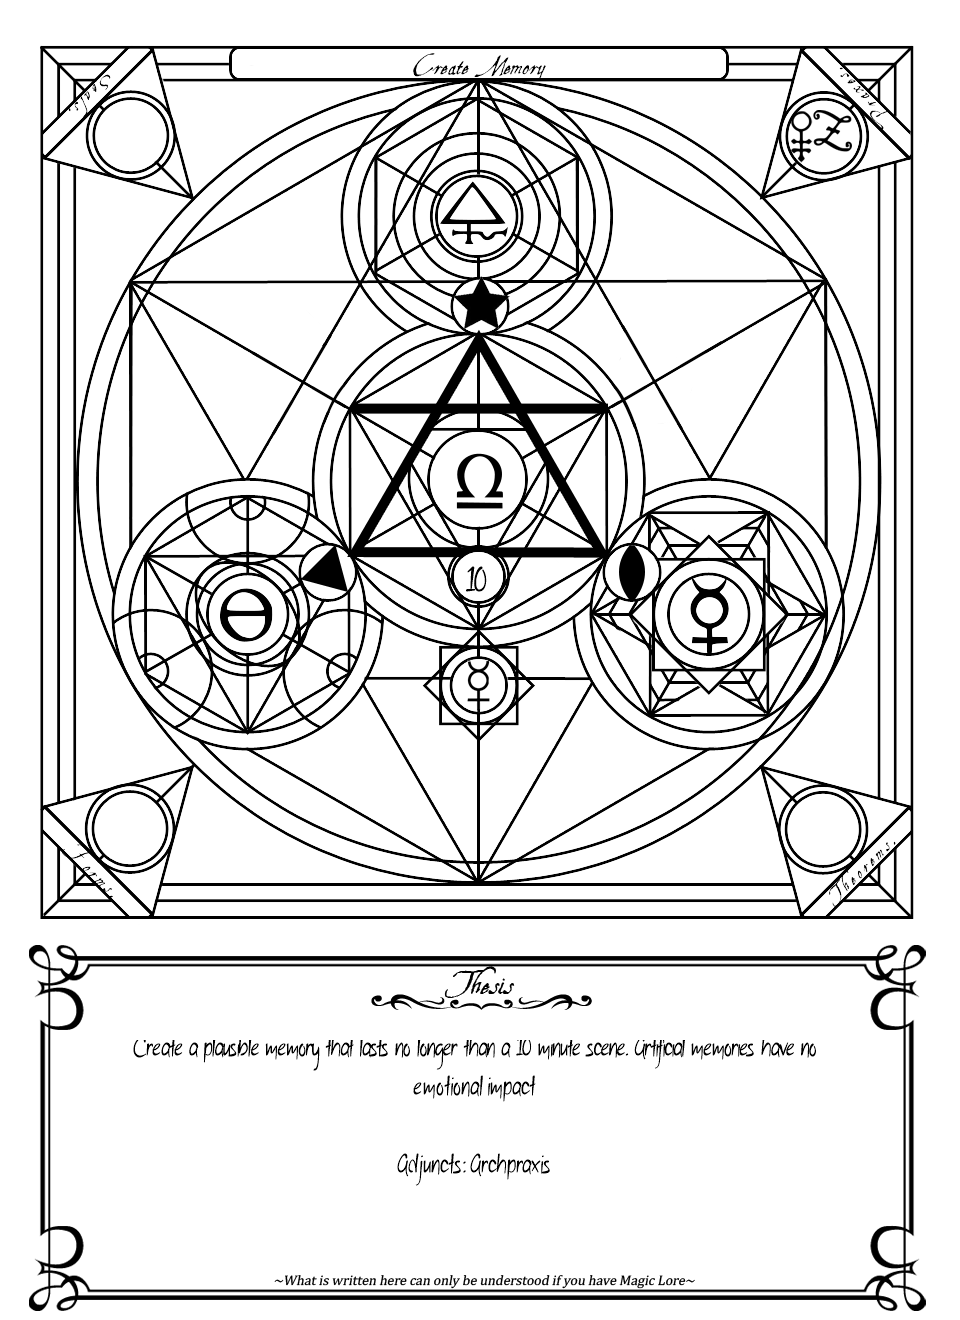 Create Memory
Seals
Praxes
10
Forms
Theorems
Thesis
Create a plausible memory that lasts no longer than a 10 minute scene. Artificial memories have no
emotional impact
Adjuncts: Archpraxis
~What is written here can only be understood if you have Magic Lore~